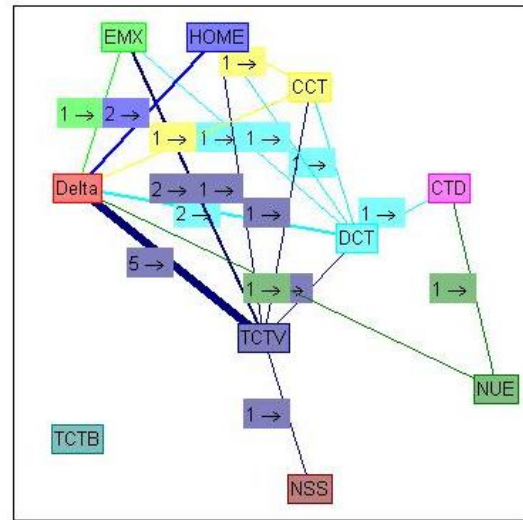 EMX HOME
1 →
CCT
1 → 2 →
1 → 1 → 1 →
→
Delta
CTD
2 → 1 →
2 → 1 → 1 →
DCT
5 →
1 → → 1 →
TCTV
NUE
1 →
TCTB
NSS